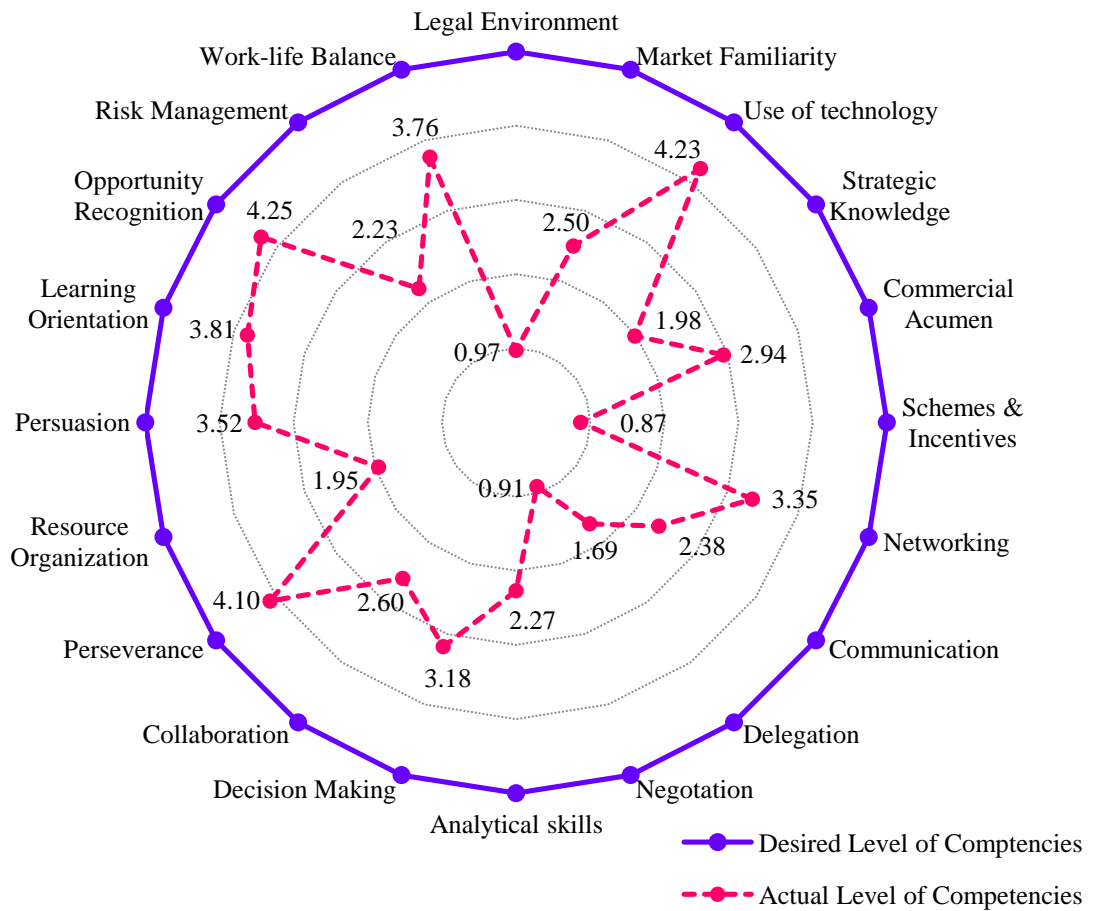 Legal Environment
Work-life Balance
Market Familiarity
Risk Management
Use of technology
3.76
4.23
Opportunity
Recognition
Strategic
Knowledge
4.25
2.23
2.50
Learning
Orientation
Commercial
Acumen
3.81
1.98
0.97
2.94
Persuasion
3.52
0.87
Schemes &
Incentives
1.95
0.91
3.35
Resource
Organization
Networking
1.69
2.38
4.10
2.60
2.27
Perseverance
Communication
3.18
Collaboration
Delegation
Decision Making
Negotation
Analytical skills
Desired Level of Comptencies
Actual Level of Competencies